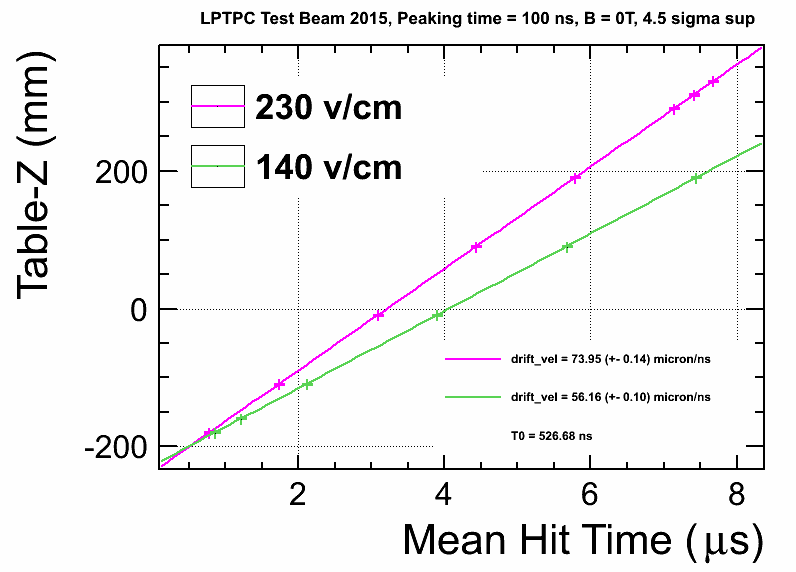 LPTPC Test Beam 2015, Peaking time = 100 ns, B = 0T, 4.5 sigma sup
Table-Z (mm)
230 v/cm
140 v/cm
200
0
-200
drift_vel = 73.95 (+- 0.14) micron/ns
drift_vel = 56.16 (+- 0.10) micron/ns
T0 = 526.68 ns
2 4 6 8
Mean Hit Time (μs)